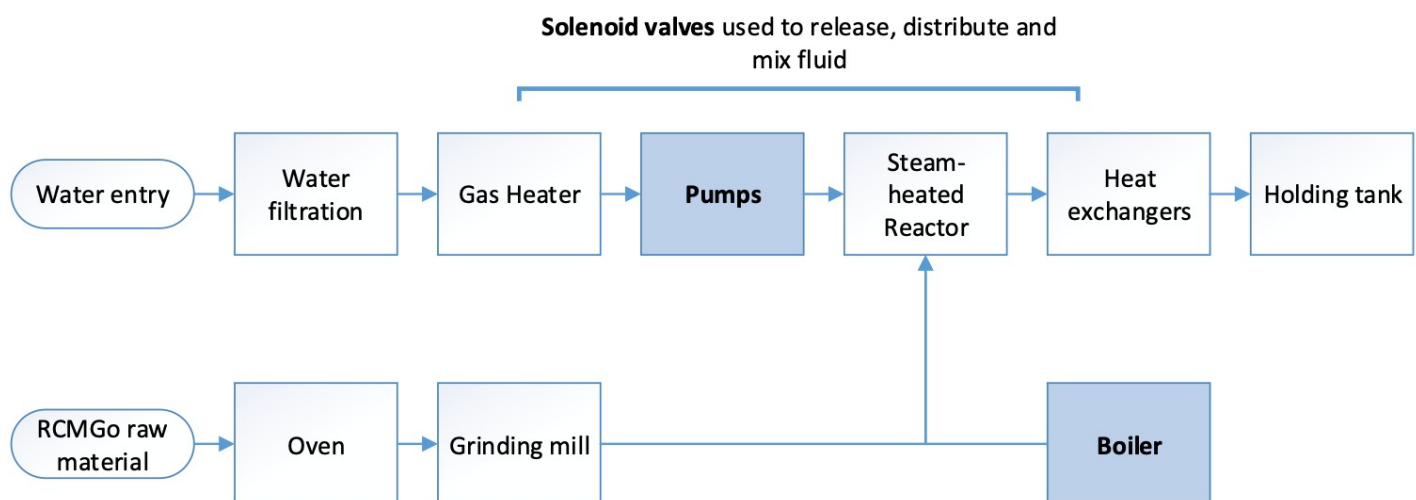 Solenoid valves used to release, distribute and
mix fluid
Water entry
Water
filtration
Gas Heater
Pumps
Steam-
heated
Reactor
Heat
exchangers
Holding tank
RCMGo raw
material
Oven
Grinding mill
Boiler